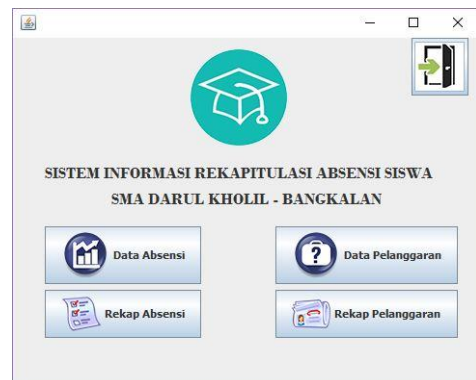 SISTEM INFORMASI REKAPITULASI ABSENSI SISWA
SMA DARUL KHOLIL - BANGKALAN
Data Absensi
Data Pelanggaran
Rekap Absensi
Rekap Pelanggaran